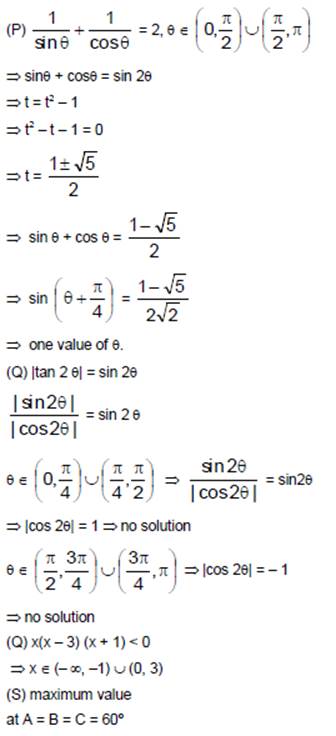 (P) 1/sinθ + 1/cosθ = 2, θ ∈ (0, π/2) ∪ (π/2, π)
⇒ sinθ + cosθ = sin 2θ
⇒ t = t² – 1
⇒ t² – t – 1 = 0
⇒ t = (1 ± √5)/2
⇒ sin θ + cos θ = (1 – √5)/2
⇒ sin (θ + π/4) = (1 – √5)/(2√2)
⇒ one value of θ.
(Q) |tan 2 θ| = sin 2θ
|sin2θ|/|cos2θ| = sin 2 θ
θ ∈ (0, π/4) ∪ (π/4, π/2) ⇒ sin2θ/|cos2θ| = sin2θ
⇒ |cos 2θ| = 1 ⇒ no solution
θ ∈ (π/2, 3π/4) ∪ (3π/4, π) ⇒ |cos 2θ| = – 1
⇒ no solution
(Q) x(x – 3) (x + 1) < 0
⇒ x ∈ (– ∞, –1) ∪ (0, 3)
(S) maximum value
at A = B = C = 60°